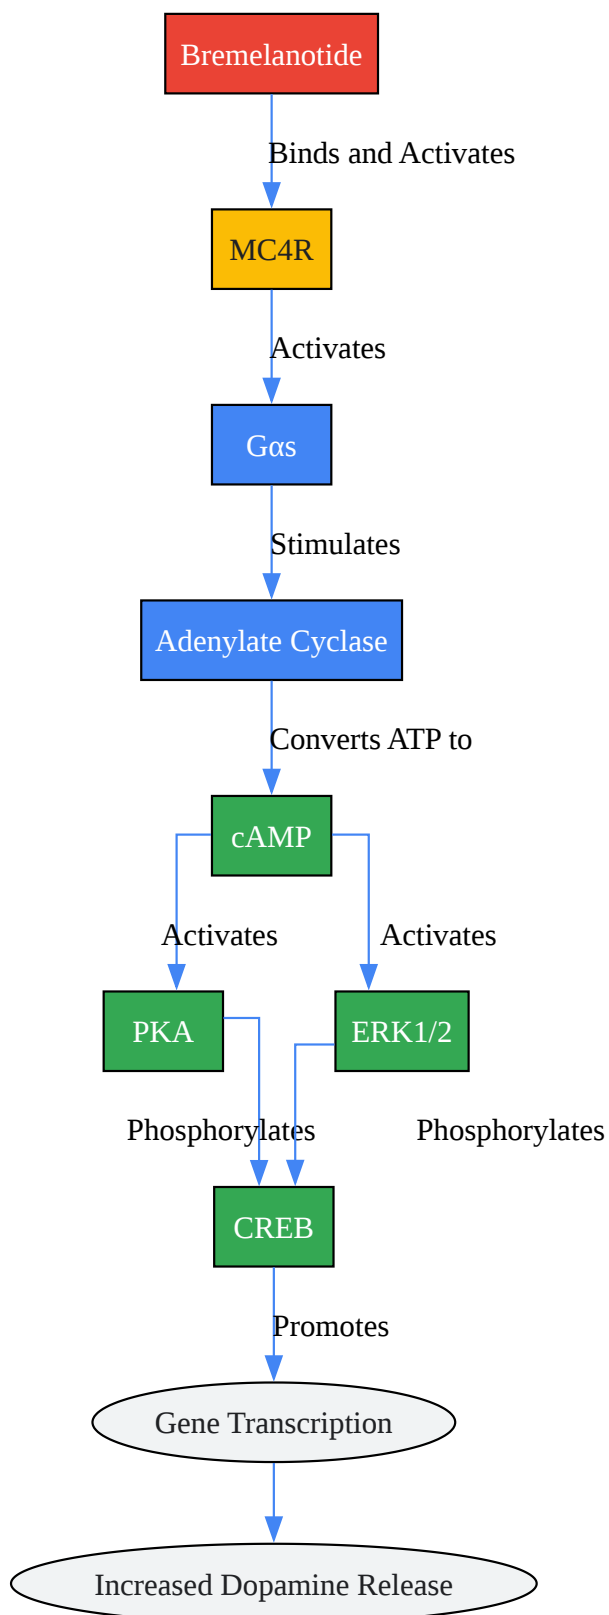 Bremelanotide
Binds and Activates
MC4R
Activates
Gαs
Stimulates
Adenylate Cyclase
Converts ATP to
cAMP
Activates
Activates
PKA
ERK1/2
Phosphorylates
Phosphorylates
CREB
Promotes
Gene Transcription
Increased Dopamine Release